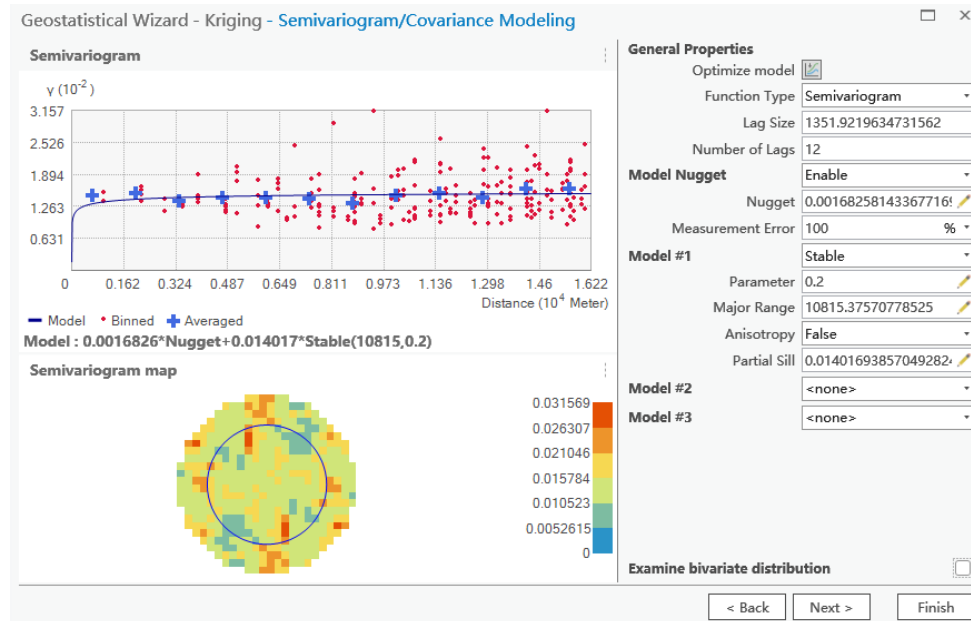 Geostatistical Wizard - Kriging - Semivariogram/Covariance Modeling
Semivariogram
γ (10⁻²)
3.157
2.526
1.894
1.263
0.631
0 0.162 0.324 0.487 0.649 0.811 0.973 1.136 1.298 1.46 1.622
Distance (10⁴ Meter)
Model Binned Averaged
Model : 0.0016826*Nugget+0.014017*Stable(10815,0.2)
Semivariogram map
0.031569
0.026307
0.021046
0.015784
0.010523
0.0052615
0
General Properties
Optimize model
Function Type Semivariogram
Lag Size 1351.9219634731562
Number of Lags 12
Model Nugget Enable
Nugget 0.00168258143367716
Measurement Error 100 %
Model #1 Stable
Parameter 0.2
Major Range 10815.37570778525
Anisotropy False
Partial Sill 0.01401693857049282
Model #2 <none>
Model #3 <none>
Examine bivariate distribution
< Back Next > Finish